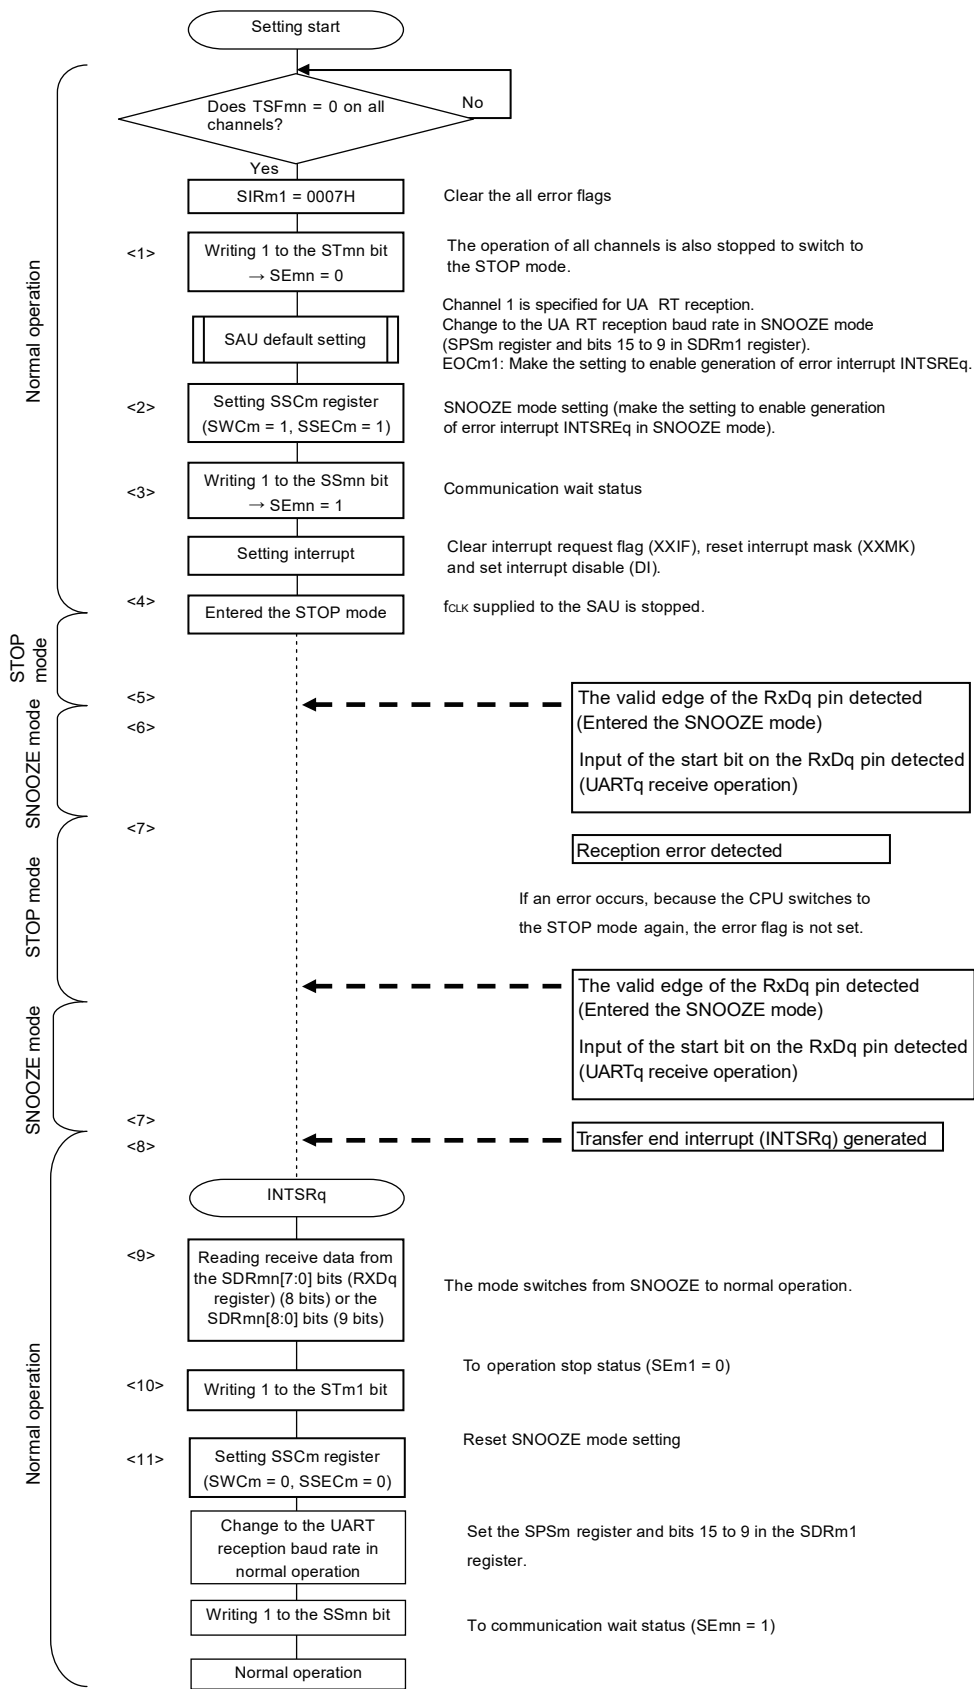 Setting start
Does TSFmn = 0 on all
channels?
No
Yes
SIRm1 = 0007H
Clear the all error flags
<1>
Writing 1 to the STmn bit
→ SEmn = 0
The operation of all channels is also stopped to switch to
the STOP mode.
SAU default setting
Channel 1 is specified for UA RT reception.
Change to the UA RT reception baud rate in SNOOZE mode
(SPSm register and bits 15 to 9 in SDRm1 register).
EOCm1: Make the setting to enable generation of error interrupt INTSREq.
Normal operation
<2>
Setting SSCm register
(SWCm = 1, SSECm = 1)
SNOOZE mode setting (make the setting to enable generation
of error interrupt INTSREq in SNOOZE mode).
<3>
Writing 1 to the SSmn bit
→ SEmn = 1
Communication wait status
Setting interrupt
Clear interrupt request flag (XXIF), reset interrupt mask (XXMK)
and set interrupt disable (DI).
<4>
Entered the STOP mode
fCLK supplied to the SAU is stopped.
STOP
mode
<5>
<6>
The valid edge of the RxDq pin detected
(Entered the SNOOZE mode)
Input of the start bit on the RxDq pin detected
(UARTq receive operation)
SNOOZE mode
<7>
Reception error detected
If an error occurs, because the CPU switches to
the STOP mode again, the error flag is not set.
STOP mode
The valid edge of the RxDq pin detected
(Entered the SNOOZE mode)
Input of the start bit on the RxDq pin detected
(UARTq receive operation)
SNOOZE mode
<7>
<8>
Transfer end interrupt (INTSRq) generated
INTSRq
<9>
Reading receive data from
the SDRmn[7:0] bits (RXDq
register) (8 bits) or the
SDRmn[8:0] bits (9 bits)
The mode switches from SNOOZE to normal operation.
<10>
Writing 1 to the STm1 bit
To operation stop status (SEm1 = 0)
Normal operation
<11>
Setting SSCm register
(SWCm = 0, SSECm = 0)
Reset SNOOZE mode setting
Change to the UART
reception baud rate in
normal operation
Set the SPSm register and bits 15 to 9 in the SDRm1
register.
Writing 1 to the SSmn bit
To communication wait status (SEmn = 1)
Normal operation